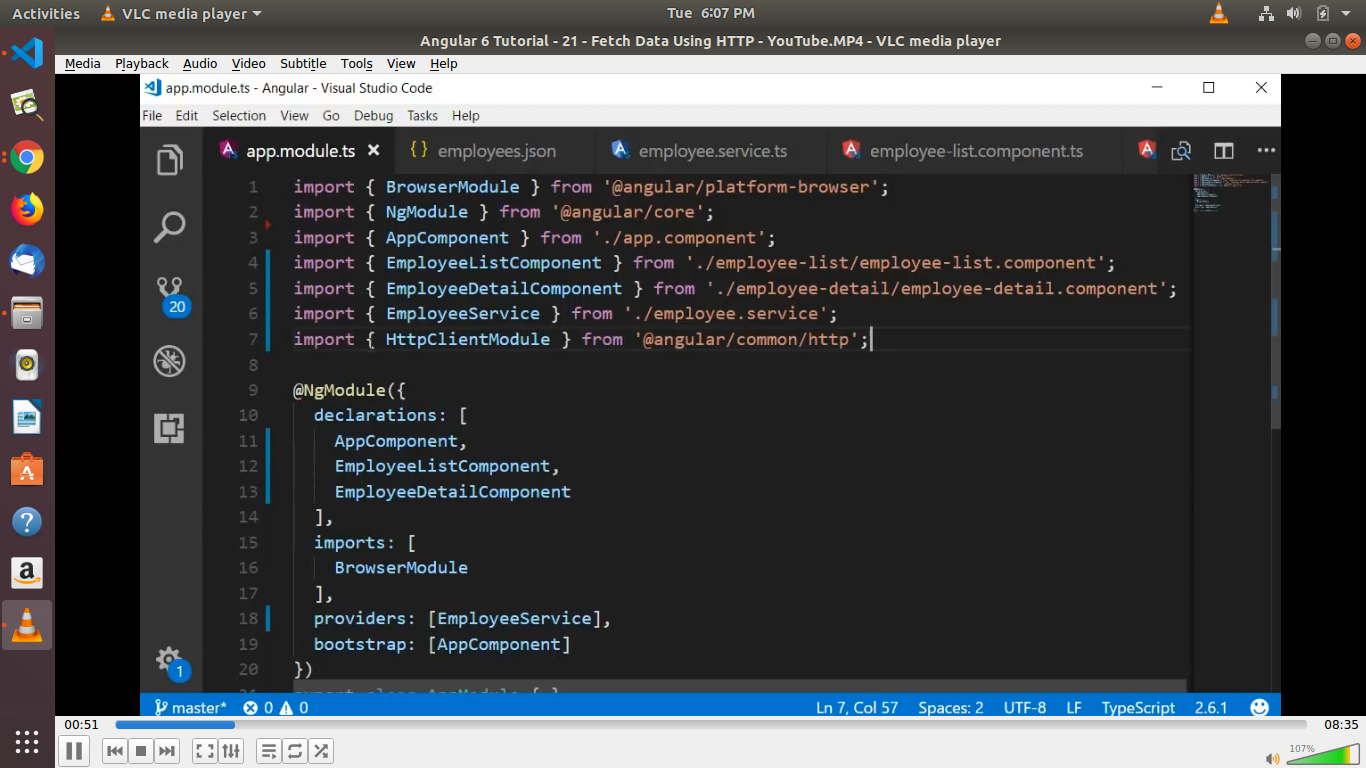 Activities VLC media player Tue 6:07 PM
Angular 6 Tutorial - 21 - Fetch Data Using HTTP - YouTube.MP4 - VLC media player
Media Playback Audio Video Subtitle Tools View Help
app.module.ts - Angular - Visual Studio Code
File Edit Selection View Go Debug Tasks Help
app.module.ts employees.json employee.service.ts employee-list.component.ts
1 import { BrowserModule } from '@angular/platform-browser';
2 import { NgModule } from '@angular/core';
3 import { AppComponent } from './app.component';
4 import { EmployeeListComponent } from './employee-list/employee-list.component';
5 import { EmployeeDetailComponent } from './employee-detail/employee-detail.component';
6 import { EmployeeService } from './employee.service';
7 import { HttpClientModule } from '@angular/common/http';
8
9 @NgModule({
10 declarations: [
11 AppComponent,
12 EmployeeListComponent,
13 EmployeeDetailComponent
14 ],
15 imports: [
16 BrowserModule
17 ],
18 providers: [EmployeeService],
19 bootstrap: [AppComponent]
20 })
20
1
master* 0 0 Ln 7, Col 57 Spaces: 2 UTF-8 LF TypeScript 2.6.1
00:51 08:35
107%